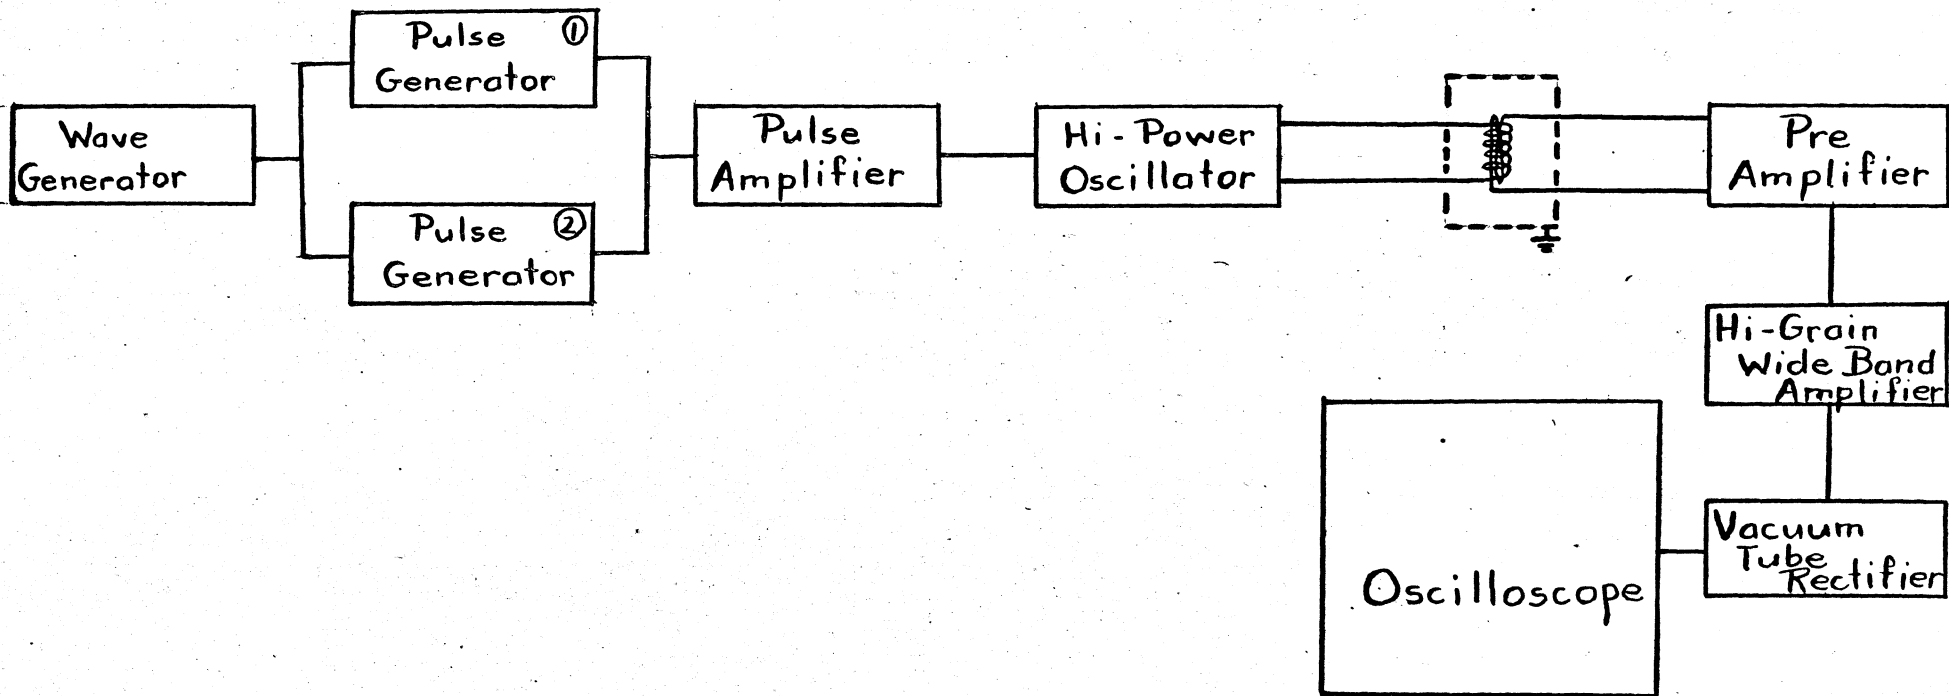 Wave
Generator
Pulse ①
Generator
Pulse ②
Generator
Pulse
Amplifier
Hi-Power
Oscillator
Pre
Amplifier
Hi-Grain
Wide Band
Amplifier
Vacuum
Tube
Rectifier
Oscilloscope